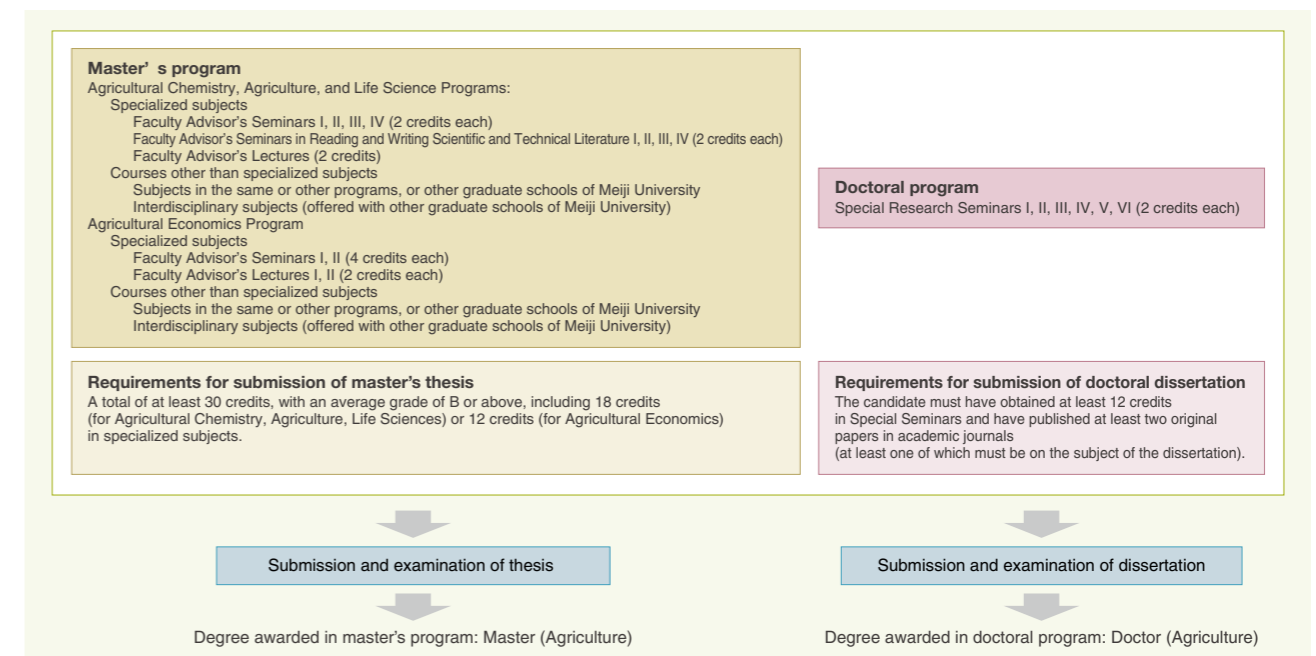 Master’ s program
Agricultural Chemistry, Agriculture, and Life Science Programs:
Specialized subjects
Faculty Advisor’s Seminars I, II, III, IV (2 credits each)
Faculty Advisor’s Seminars in Reading and Writing Scientific and Technical Literature I, II, III, IV (2 credits each)
Faculty Advisor’s Lectures (2 credits)
Courses other than specialized subjects
Subjects in the same or other programs, or other graduate schools of Meiji University
Interdisciplinary subjects (offered with other graduate schools of Meiji University)
Agricultural Economics Program
Specialized subjects
Faculty Advisor’s Seminars I, II (4 credits each)
Faculty Advisor’s Lectures I, II (2 credits each)
Courses other than specialized subjects
Subjects in the same or other programs, or other graduate schools of Meiji University
Interdisciplinary subjects (offered with other graduate schools of Meiji University)
Doctoral program
Special Research Seminars I, II, III, IV, V, VI (2 credits each)
Requirements for submission of master’s thesis
A total of at least 30 credits, with an average grade of B or above, including 18 credits
(for Agricultural Chemistry, Agriculture, Life Sciences) or 12 credits (for Agricultural Economics)
in specialized subjects.
Requirements for submission of doctoral dissertation
The candidate must have obtained at least 12 credits
in Special Seminars and have published at least two original
papers in academic journals
(at least one of which must be on the subject of the dissertation).
Submission and examination of thesis
Submission and examination of dissertation
Degree awarded in master’s program: Master (Agriculture)
Degree awarded in doctoral program: Doctor (Agriculture)